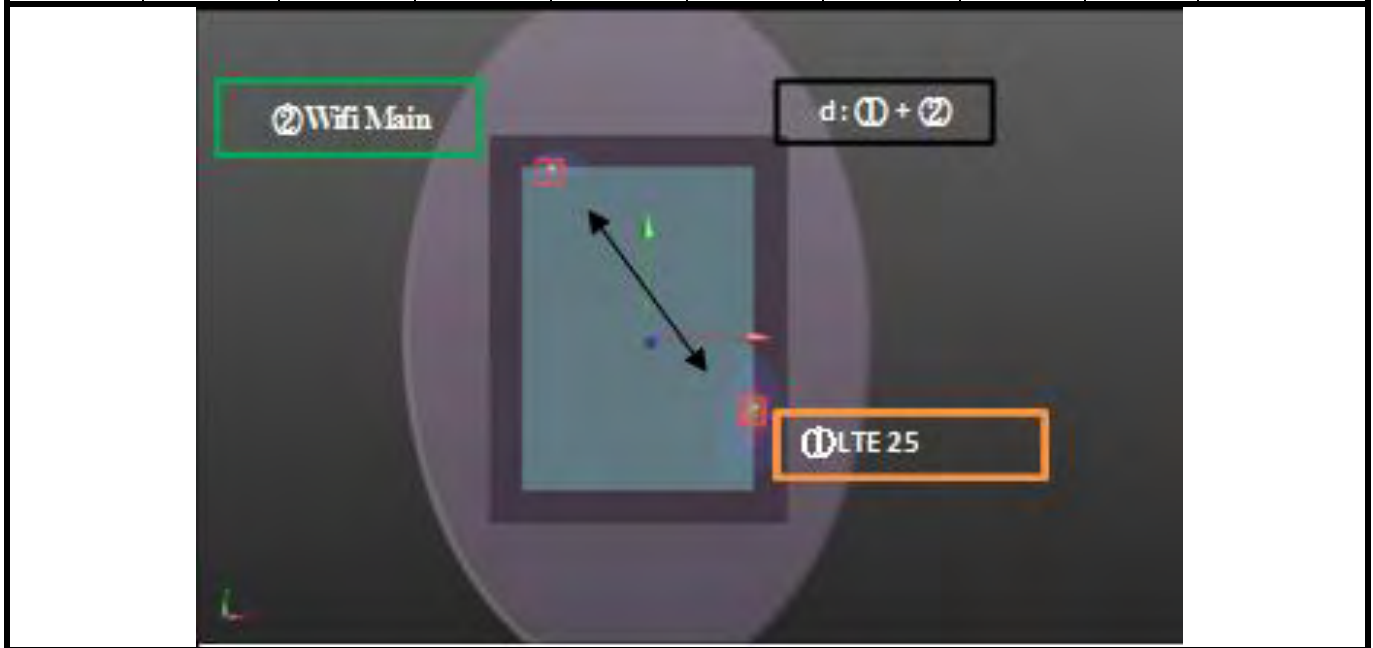 ②Wifi Main
d: ① + ②
①LTE 25